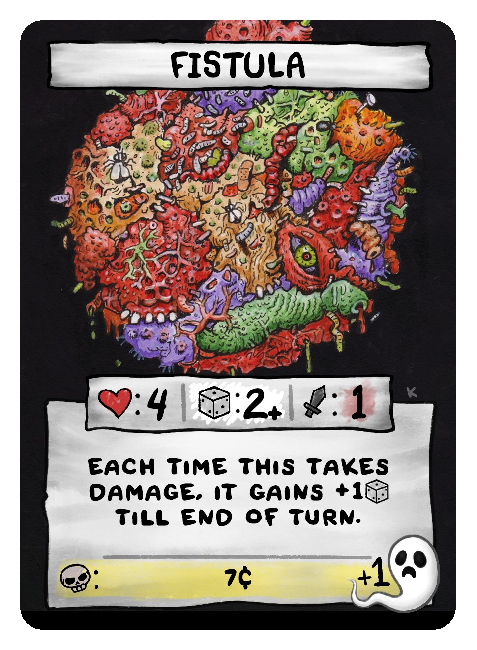 FISTULA
:4 :2+ :1
K
EACH TIME THIS TAKES
DAMAGE, IT GAINS +1
TILL END OF TURN.
: 7¢ +1